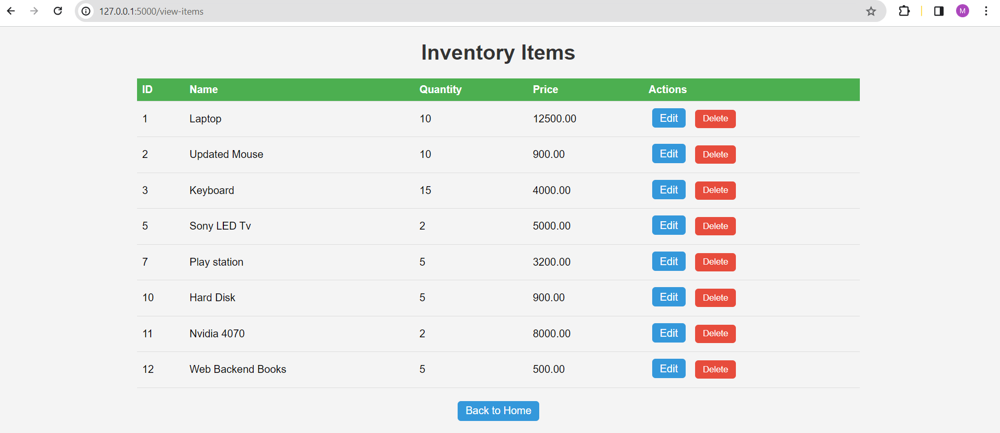 127.0.0.1:5000/view-items
M
Inventory Items
ID Name Quantity Price Actions
1 Laptop 10 12500.00 Edit Delete
2 Updated Mouse 10 900.00 Edit Delete
3 Keyboard 15 4000.00 Edit Delete
5 Sony LED Tv 2 5000.00 Edit Delete
7 Play station 5 3200.00 Edit Delete
10 Hard Disk 5 900.00 Edit Delete
11 Nvidia 4070 2 8000.00 Edit Delete
12 Web Backend Books 5 500.00 Edit Delete
Back to Home